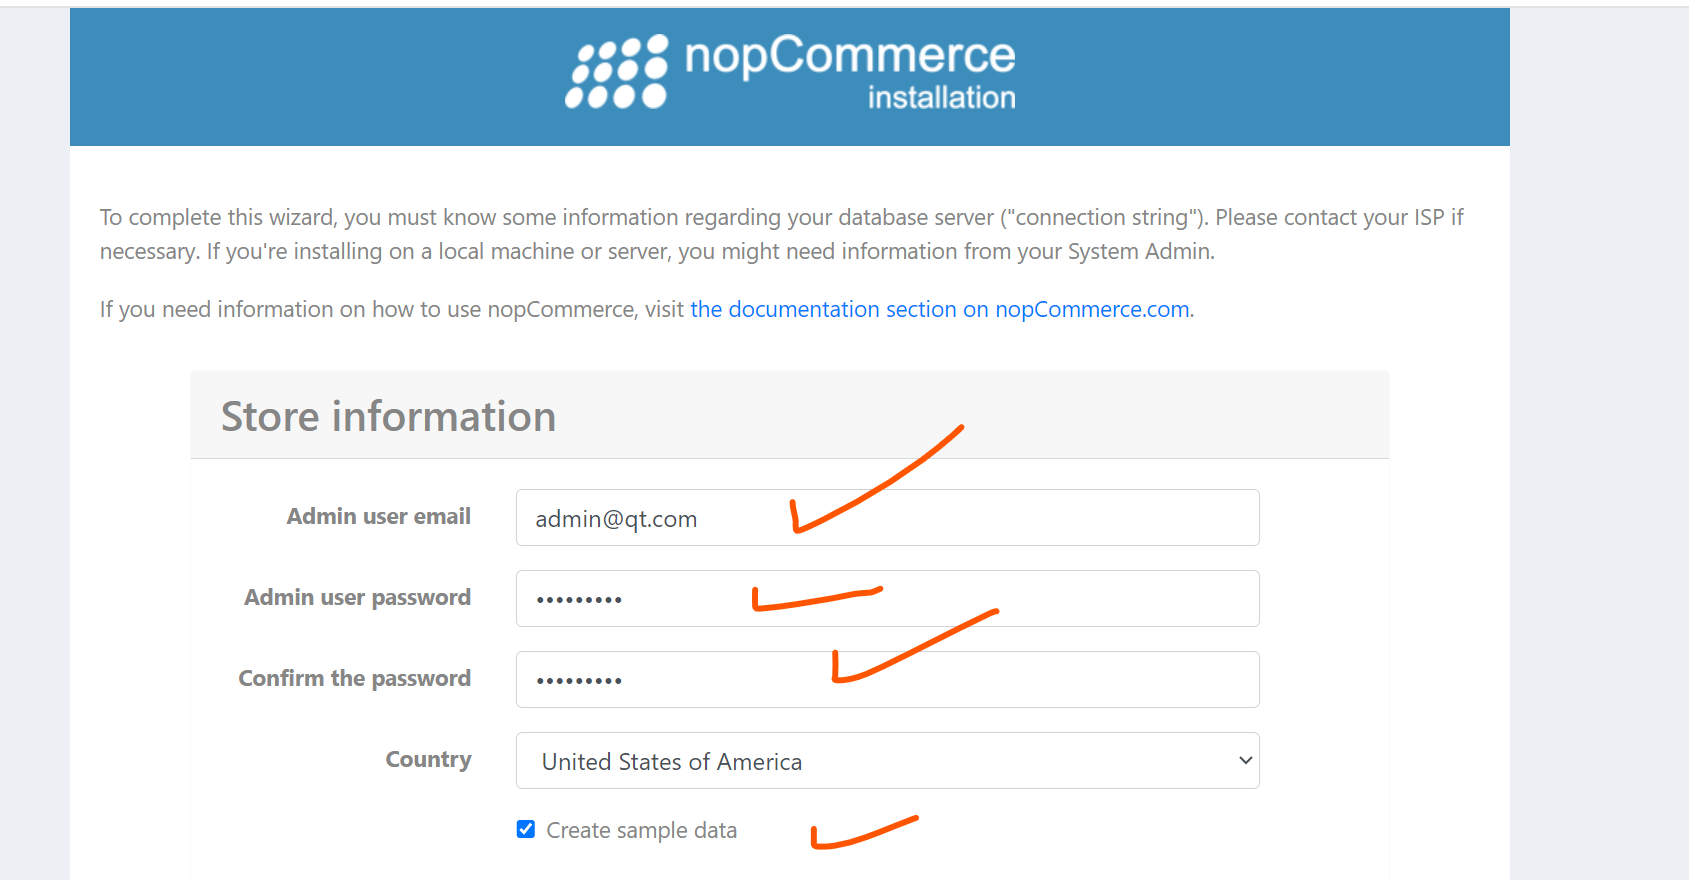 nopCommerce
installation
To complete this wizard, you must know some information regarding your database server ("connection string"). Please contact your ISP if
necessary. If you're installing on a local machine or server, you might need information from your System Admin.
If you need information on how to use nopCommerce, visit the documentation section on nopCommerce.com.
Store information
Admin user email
admin@qt.com
Admin user password
•••••••••
Confirm the password
•••••••••
Country
United States of America
Create sample data